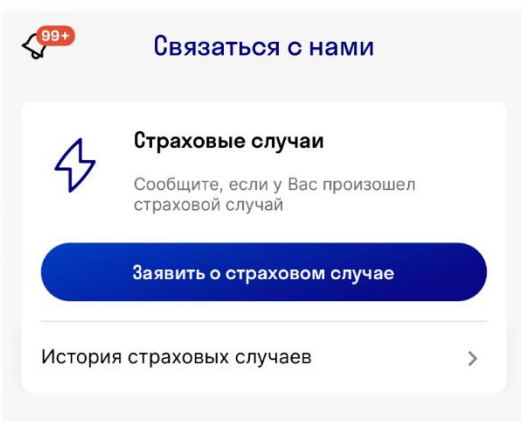 99+
Связаться с нами
Страховые случаи
Сообщите, если у Вас произошел
страховой случай
Заявить о страховом случае
История страховых случаев